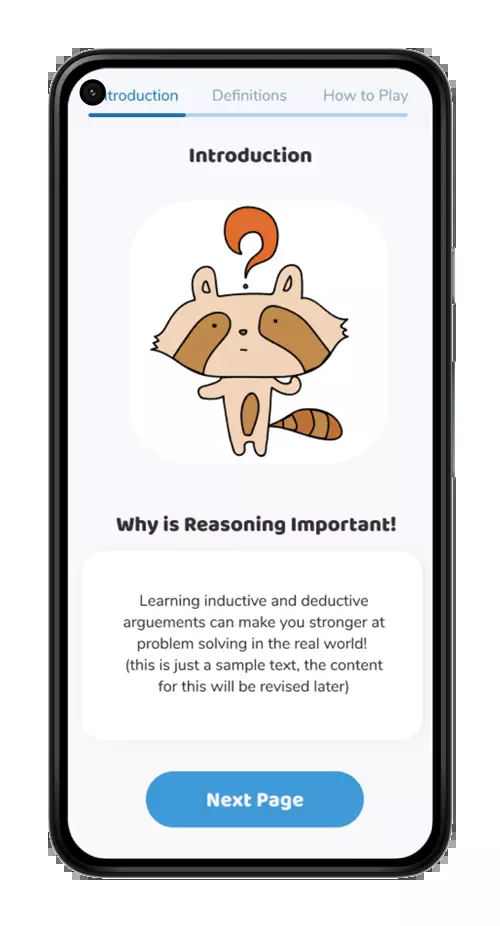 ntroduction Definitions How to Play
Introduction
Why is Reasoning Important!
Learning inductive and deductive
arguements can make you stronger at
problem solving in the real world!
(this is just a sample text, the content
for this will be revised later)
Next Page